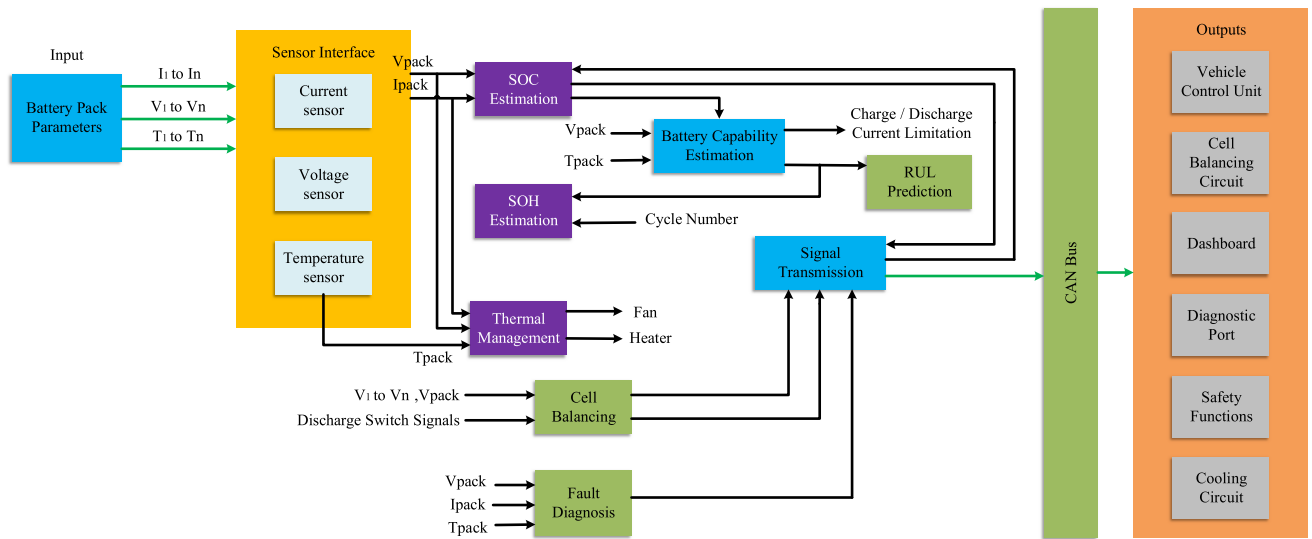 Input
Battery Pack
Parameters
I1 to In
V1 to Vn
T1 to Tn
Sensor Interface
Current
sensor
Voltage
sensor
Temperature
sensor
Vpack
Ipack
Tpack
SOC
Estimation
Vpack
Tpack
Battery Capability
Estimation
Charge / Discharge
Current Limitation
RUL
Prediction
SOH
Estimation
Cycle Number
Signal
Transmission
Thermal
Management
Fan
Heater
V1 to Vn ,Vpack
Discharge Switch Signals
Cell
Balancing
Vpack
Ipack
Tpack
Fault
Diagnosis
CAN Bus
Outputs
Vehicle
Control Unit
Cell
Balancing
Circuit
Dashboard
Diagnostic
Port
Safety
Functions
Cooling
Circuit